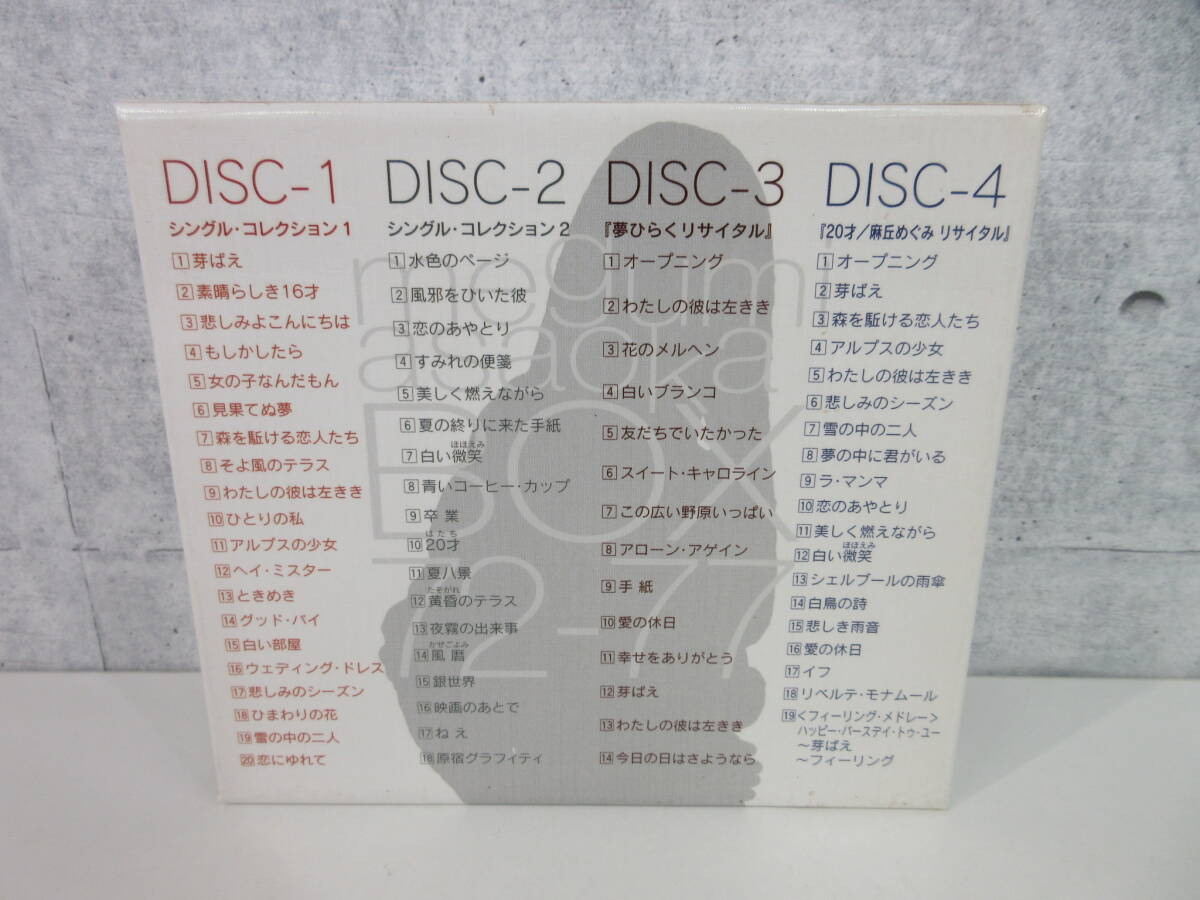 DISC-1
シングル・コレクション1
1 芽ばえ
2 素晴らしき16才
3 悲しみよこんにちは
4 もしかしたら
5 女の子なんだもん
6 見果てぬ夢
7 森を駈ける恋人たち
8 そよ風のテラス
9 わたしの彼は左きき
10 ひとりの私
11 アルプスの少女
12 ヘイ・ミスター
13 ときめき
14 グッド・バイ
15 白い部屋
16 ウェディング・ドレス
17 悲しみのシーズン
18 ひまわりの花
19 雪の中の二人
20 恋にゆれて
DISC-2
シングル・コレクション2
1 水色のページ
2 風邪をひいた彼
3 恋のあやとり
4 すみれの便箋
5 美しく燃えながら
6 夏の終りに来た手紙
ほほえみ
7 白い微笑
8 青いコーヒー・カップ
9 卒業
はたち
10 20才
11 夏八景
たそがれ
12 黄昏のテラス
13 夜霧の出来事
かぜごよみ
14 風暦
15 銀世界
16 映画のあとで
17 ねえ
18 原宿グラフィティ
DISC-3
『夢ひらくリサイタル』
1 オープニング
2 わたしの彼は左きき
3 花のメルヘン
4 白いブランコ
5 友だちでいたかった
6 スイート・キャロライン
7 この広い野原いっぱい
8 アローン・アゲイン
9 手紙
10 愛の休日
11 幸せをありがとう
12 芽ばえ
13 わたしの彼は左きき
14 今日の日はさようなら
DISC-4
『20才/麻丘めぐみ リサイタル』
1 オープニング
2 芽ばえ
3 森を駈ける恋人たち
4 アルプスの少女
5 わたしの彼は左きき
6 悲しみのシーズン
7 雪の中の二人
8 夢の中に君がいる
9 ラ・マンマ
10 恋のあやとり
11 美しく燃えながら
ほほえみ
12 白い微笑
13 シェルブールの雨傘
14 白鳥の詩
15 悲しき雨音
16 愛の休日
17 イフ
18 リベルテ・モナムール
19 <フィーリング・メドレー>
ハッピー・バースデイ・トゥ・ユー
〜芽ばえ
〜フィーリング
megumi
asaoka
BOX
72-77